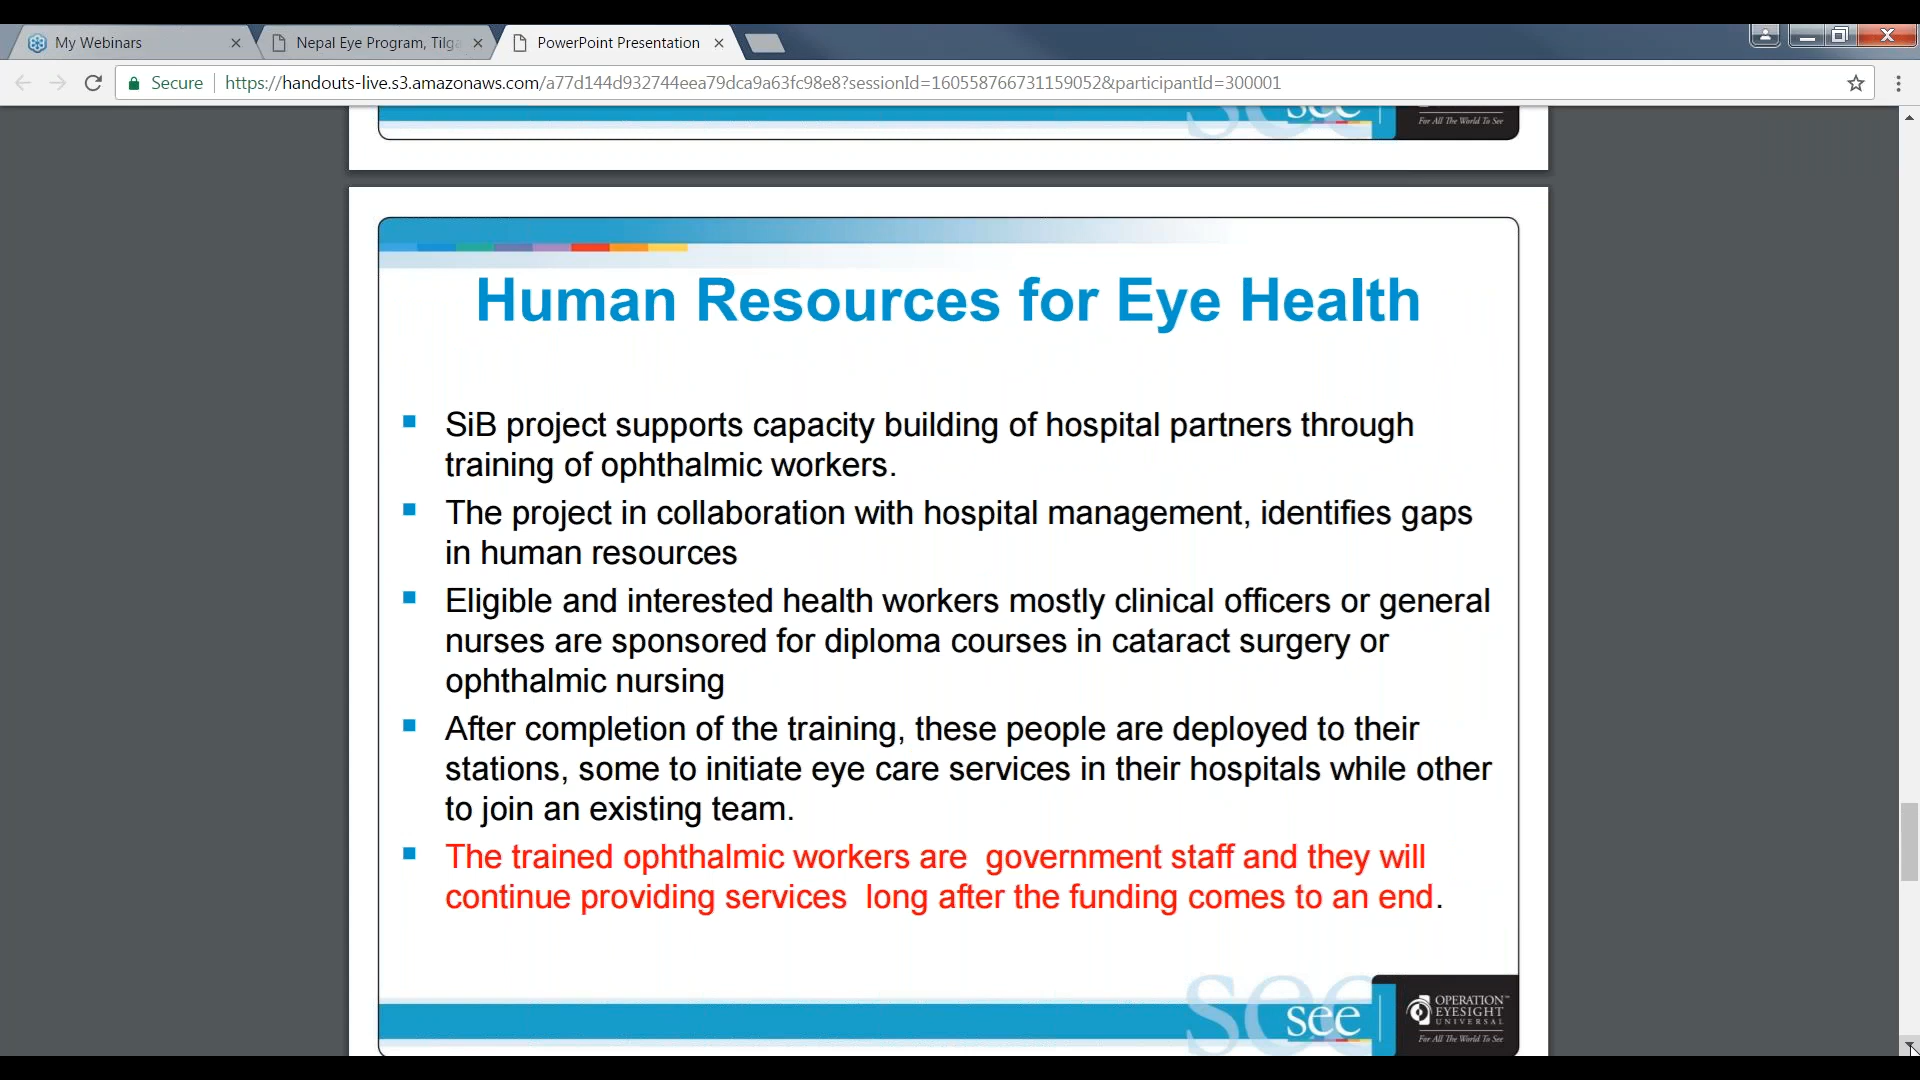 My Webinars
Nepal Eye Program, Tilga
PowerPoint Presentation
Secure
https://handouts-live.s3.amazonaws.com/a77d144d932744eea79dca9a63fc98e8?sessionId=1605587667311590528&participantId=300001
see
For All The World To See
Human Resources for Eye Health
SiB project supports capacity building of hospital partners through
training of ophthalmic workers.
The project in collaboration with hospital management, identifies gaps
in human resources
Eligible and interested health workers mostly clinical officers or general
nurses are sponsored for diploma courses in cataract surgery or
ophthalmic nursing
After completion of the training, these people are deployed to their
stations, some to initiate eye care services in their hospitals while other
to join an existing team.
The trained ophthalmic workers are government staff and they will
continue providing services long after the funding comes to an end.
see
see
OPERATION
EYESIGHT
UNIVERSAL
For All The World To See